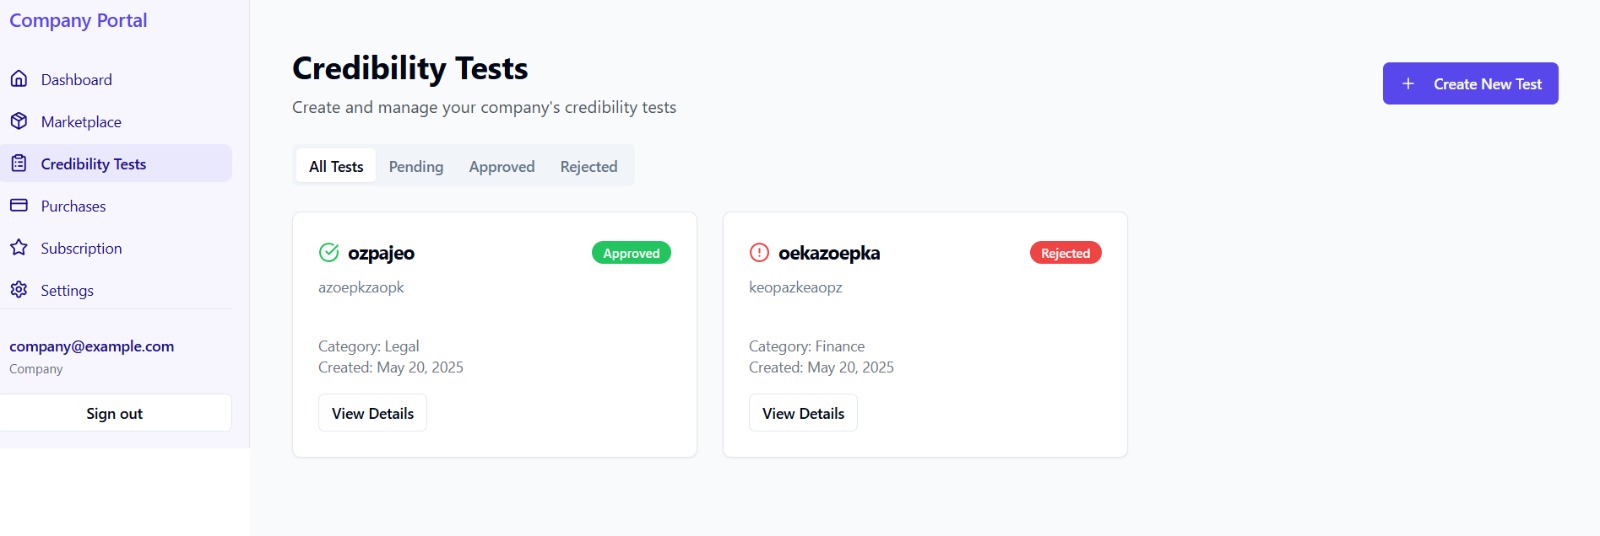 Company Portal
Dashboard
Marketplace
Credibility Tests
Purchases
Subscription
Settings
company@example.com
Company
Sign out
Credibility Tests
Create and manage your company's credibility tests
Create New Test
All Tests
Pending
Approved
Rejected
ozpajeo
Approved
azoepkzaopk
Category: Legal
Created: May 20, 2025
View Details
oekazoepka
Rejected
keopazkeaopz
Category: Finance
Created: May 20, 2025
View Details